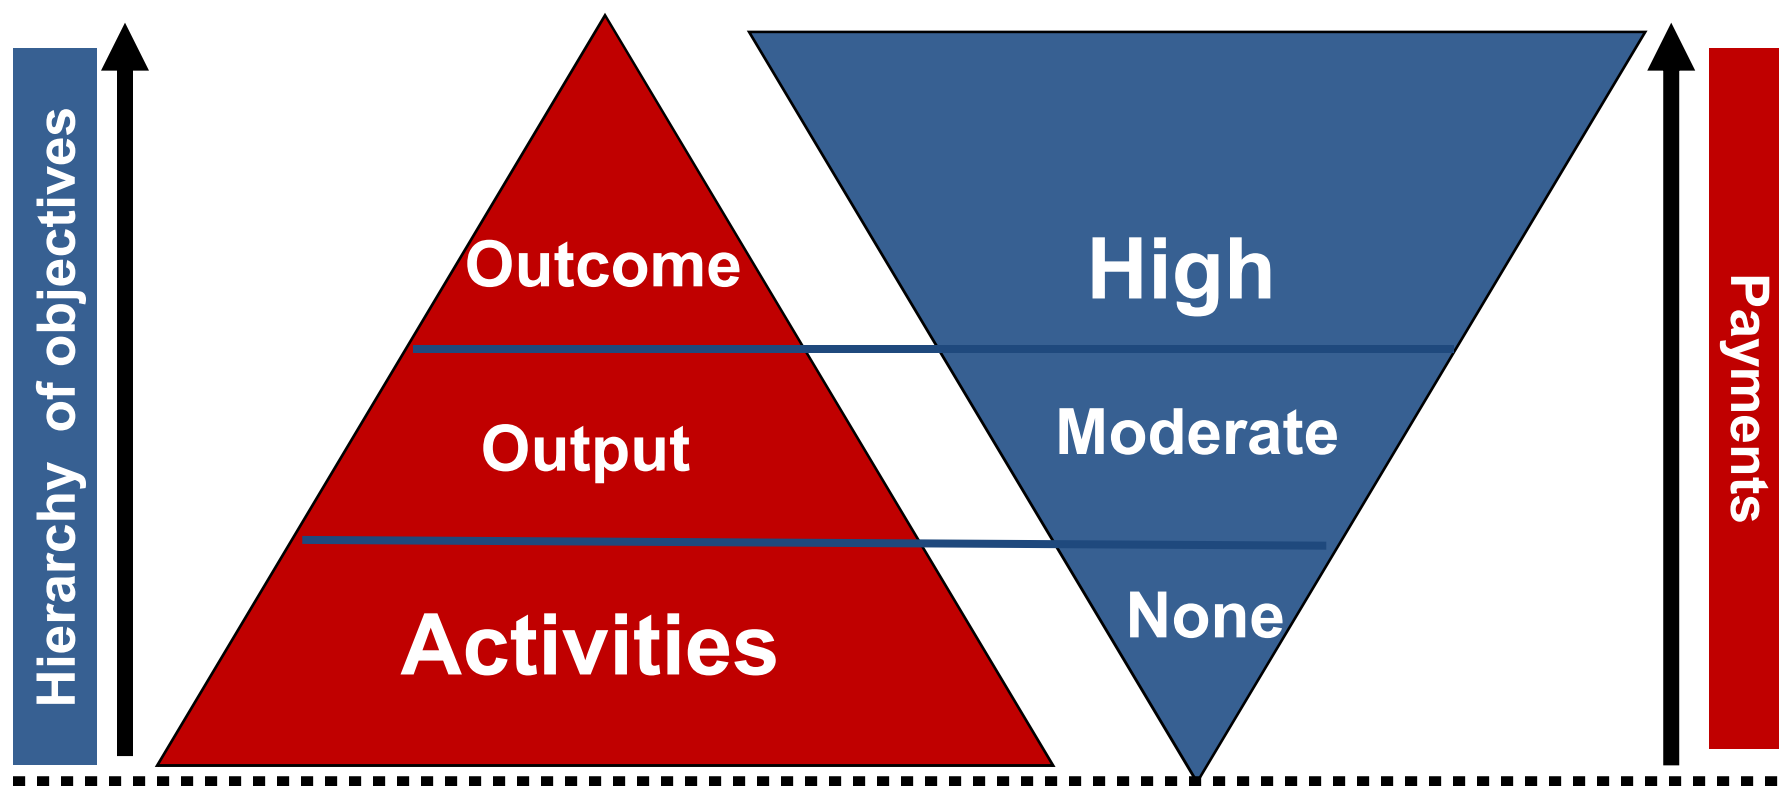 Hierarchy of objectives
Outcome
Output
Activities
High
Moderate
None
Payments